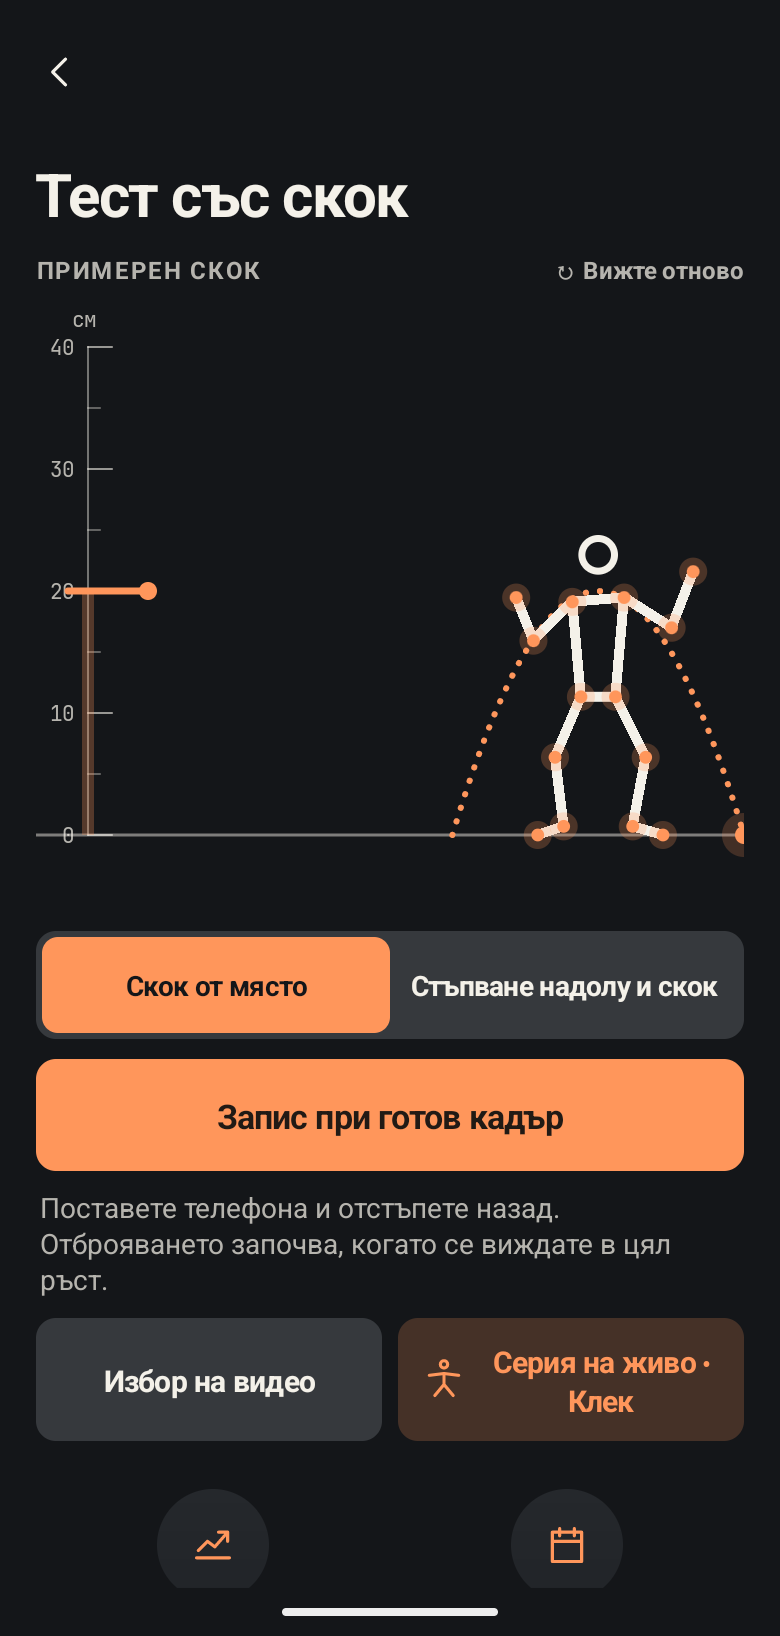 Тест със скок
ПРИМЕРЕН СКОК
↻ Вижте отново
см
40
30
20
10
0
Скок от място
Стъпване надолу и скок
Запис при готов кадър
Поставете телефона и отстъпете назад.
Отброяването започва, когато се виждате в цял
ръст.
Избор на видео
Серия на живо •
Клек